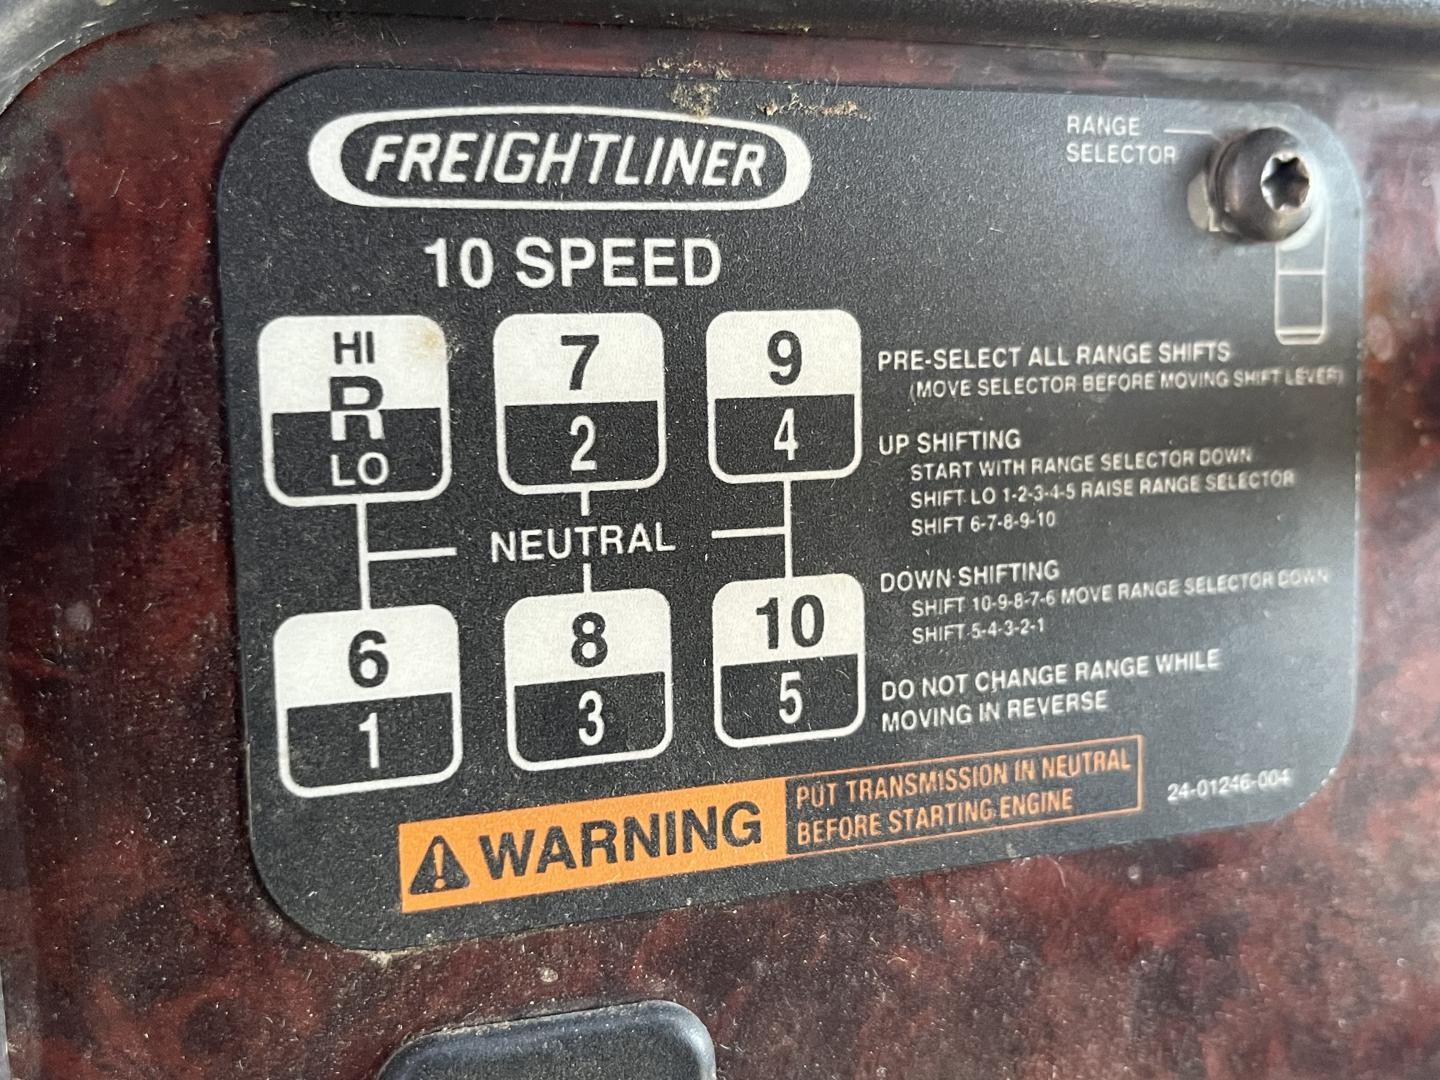 FREIGHTLINER
10 SPEED
RANGE
SELECTOR
HI
R
LO
7
2
9
4
NEUTRAL
6
1
8
3
10
5
PRE-SELECT ALL RANGE SHIFTS
(MOVE SELECTOR BEFORE MOVING SHIFT LEVER)
UP SHIFTING
START WITH RANGE SELECTOR DOWN
SHIFT LO 1-2-3-4-5 RAISE RANGE SELECTOR
SHIFT 6-7-8-9-10
DOWN SHIFTING
SHIFT 10-9-8-7-6 MOVE RANGE SELECTOR DOWN
SHIFT 5-4-3-2-1
DO NOT CHANGE RANGE WHILE
MOVING IN REVERSE
WARNING
PUT TRANSMISSION IN NEUTRAL
BEFORE STARTING ENGINE
24-01246-004